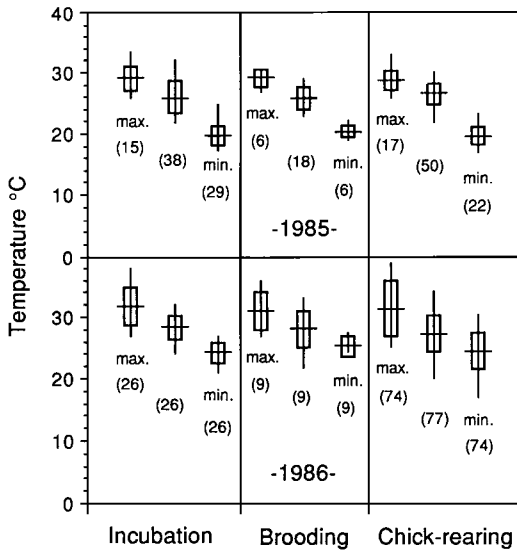 Temperature °C
40
30
20
10
0
max.
(15)
(38)
min.
(29)
max.
(6)
(18)
min.
(6)
max.
(17)
(50)
min.
(22)
-1985-
30
20
10
0
max.
(26)
(26)
min.
(26)
max.
(9)
(9)
min.
(9)
max.
(74)
(77)
min.
(74)
-1986-
Incubation Brooding Chick-rearing